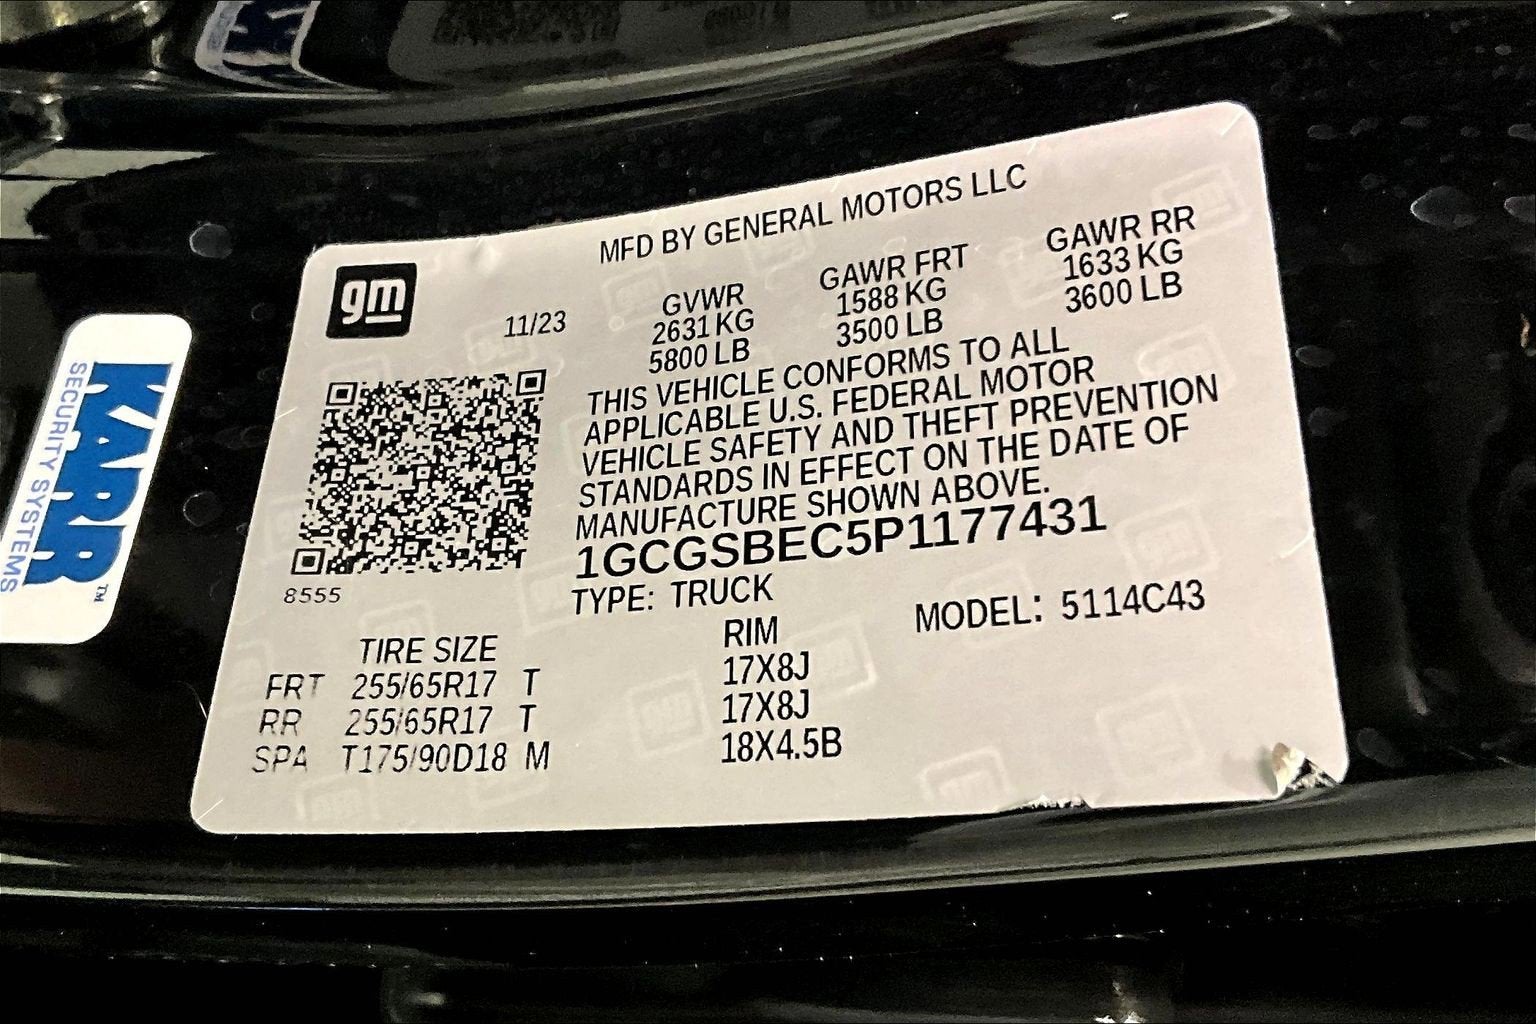 MFD BY GENERAL MOTORS LLC
gm
11/23
GVWR
2631 KG
5800 LB
GAWR FRT
1588 KG
3500 LB
GAWR RR
1633 KG
3600 LB
THIS VEHICLE CONFORMS TO ALL
APPLICABLE U.S. FEDERAL MOTOR
VEHICLE SAFETY AND THEFT PREVENTION
STANDARDS IN EFFECT ON THE DATE OF
MANUFACTURE SHOWN ABOVE.
1GCGSBEC5P1177431
8555
TYPE: TRUCK
MODEL: 5114C43
TIRE SIZE RIM
FRT 255/65R17 T 17X8J
RR 255/65R17 T 17X8J
SPA T175/90D18 M 18X4.5B
KARR™
SECURITY SYSTEMS